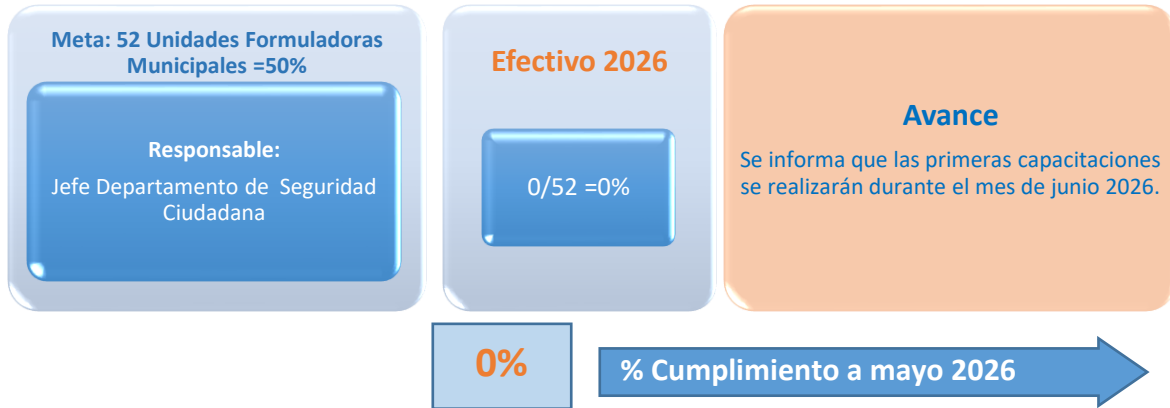 Meta: 52 Unidades Formuladoras
Municipales =50%
Responsable:
Jefe Departamento de Seguridad
Ciudadana
Efectivo 2026
0/52 =0%
Avance
Se informa que las primeras capacitaciones
se realizarán durante el mes de junio 2026.
0%
% Cumplimiento a mayo 2026